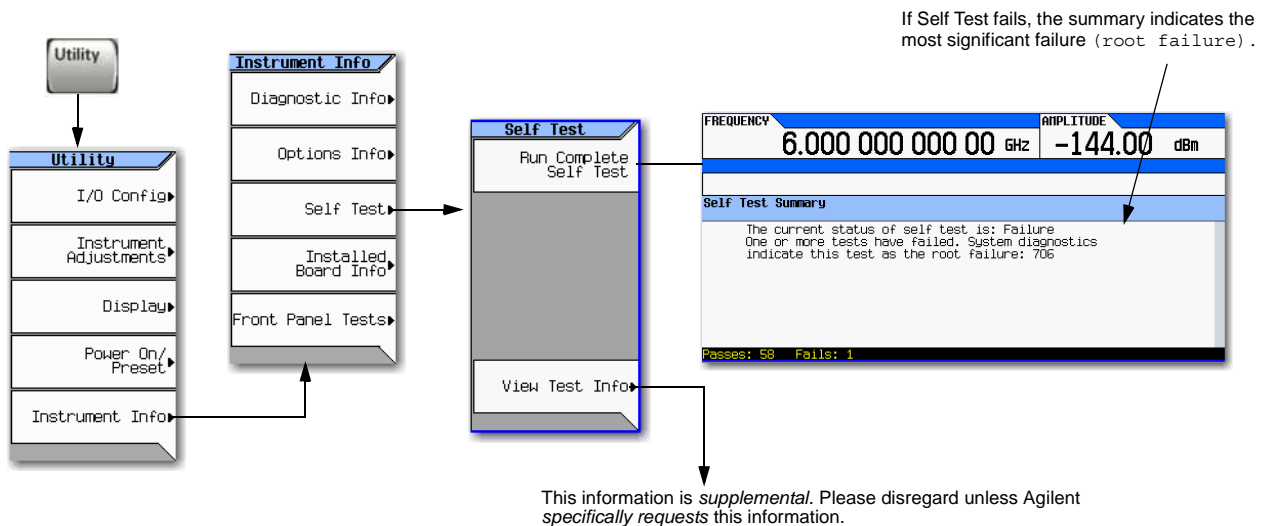 If Self Test fails, the summary indicates the
most significant failure (root failure).
Utility
Utility
I/O Config
Instrument
Adjustments
Display
Power On/
Preset
Instrument Info
Instrument Info
Diagnostic Info
Options Info
Self Test
Installed
Board Info
Front Panel Tests
Self Test
Run Complete
Self Test
View Test Info
FREQUENCY
6.000 000 000 00 GHz
AMPLITUDE
-144.00 dBm
Self Test Summary
The current status of self test is: Failure
One or more tests have failed. System diagnostics
indicate this test as the root failure: 706
Passes: 58 Fails: 1
This information is supplemental. Please disregard unless Agilent
specifically requests this information.